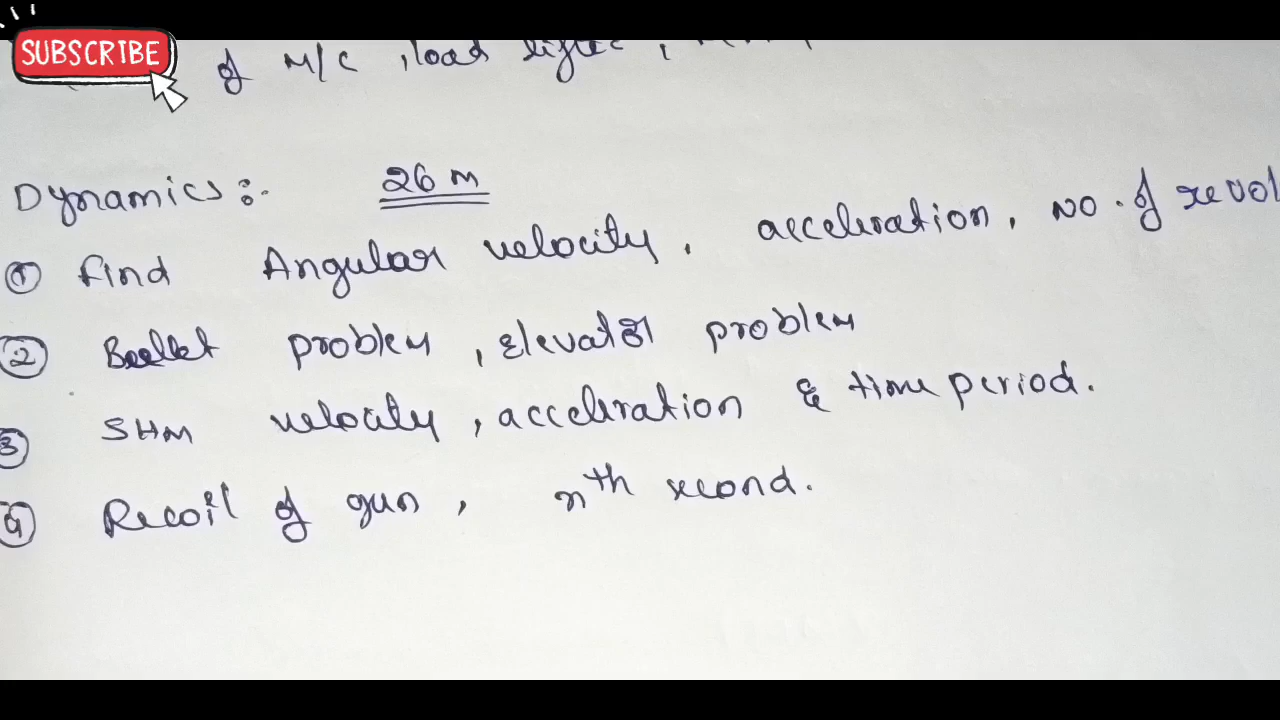 SUBSCRIBE
of M/C, load
Dynamics :- 26 m
① Find Angular velocity, acceleration, No. of revol
② Bullet problem, Elevator problem
3 SHM velocity, acceleration & time period.
4 Recoil of gun, nth second.